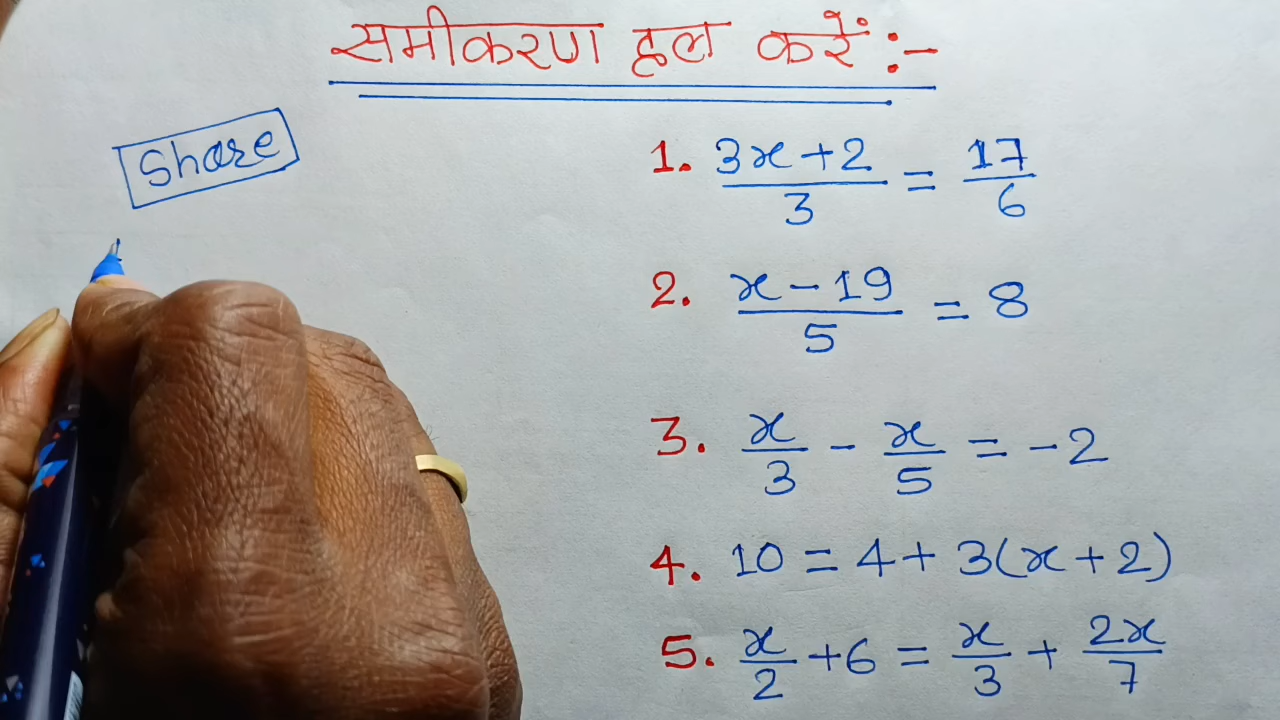 समीकरण हल करें :-
Share
1. (3x+2)/3 = 17/6
2. (x-19)/5 = 8
3. x/3 - x/5 = -2
4. 10 = 4 + 3(x+2)
5. x/2 + 6 = x/3 + 2x/7